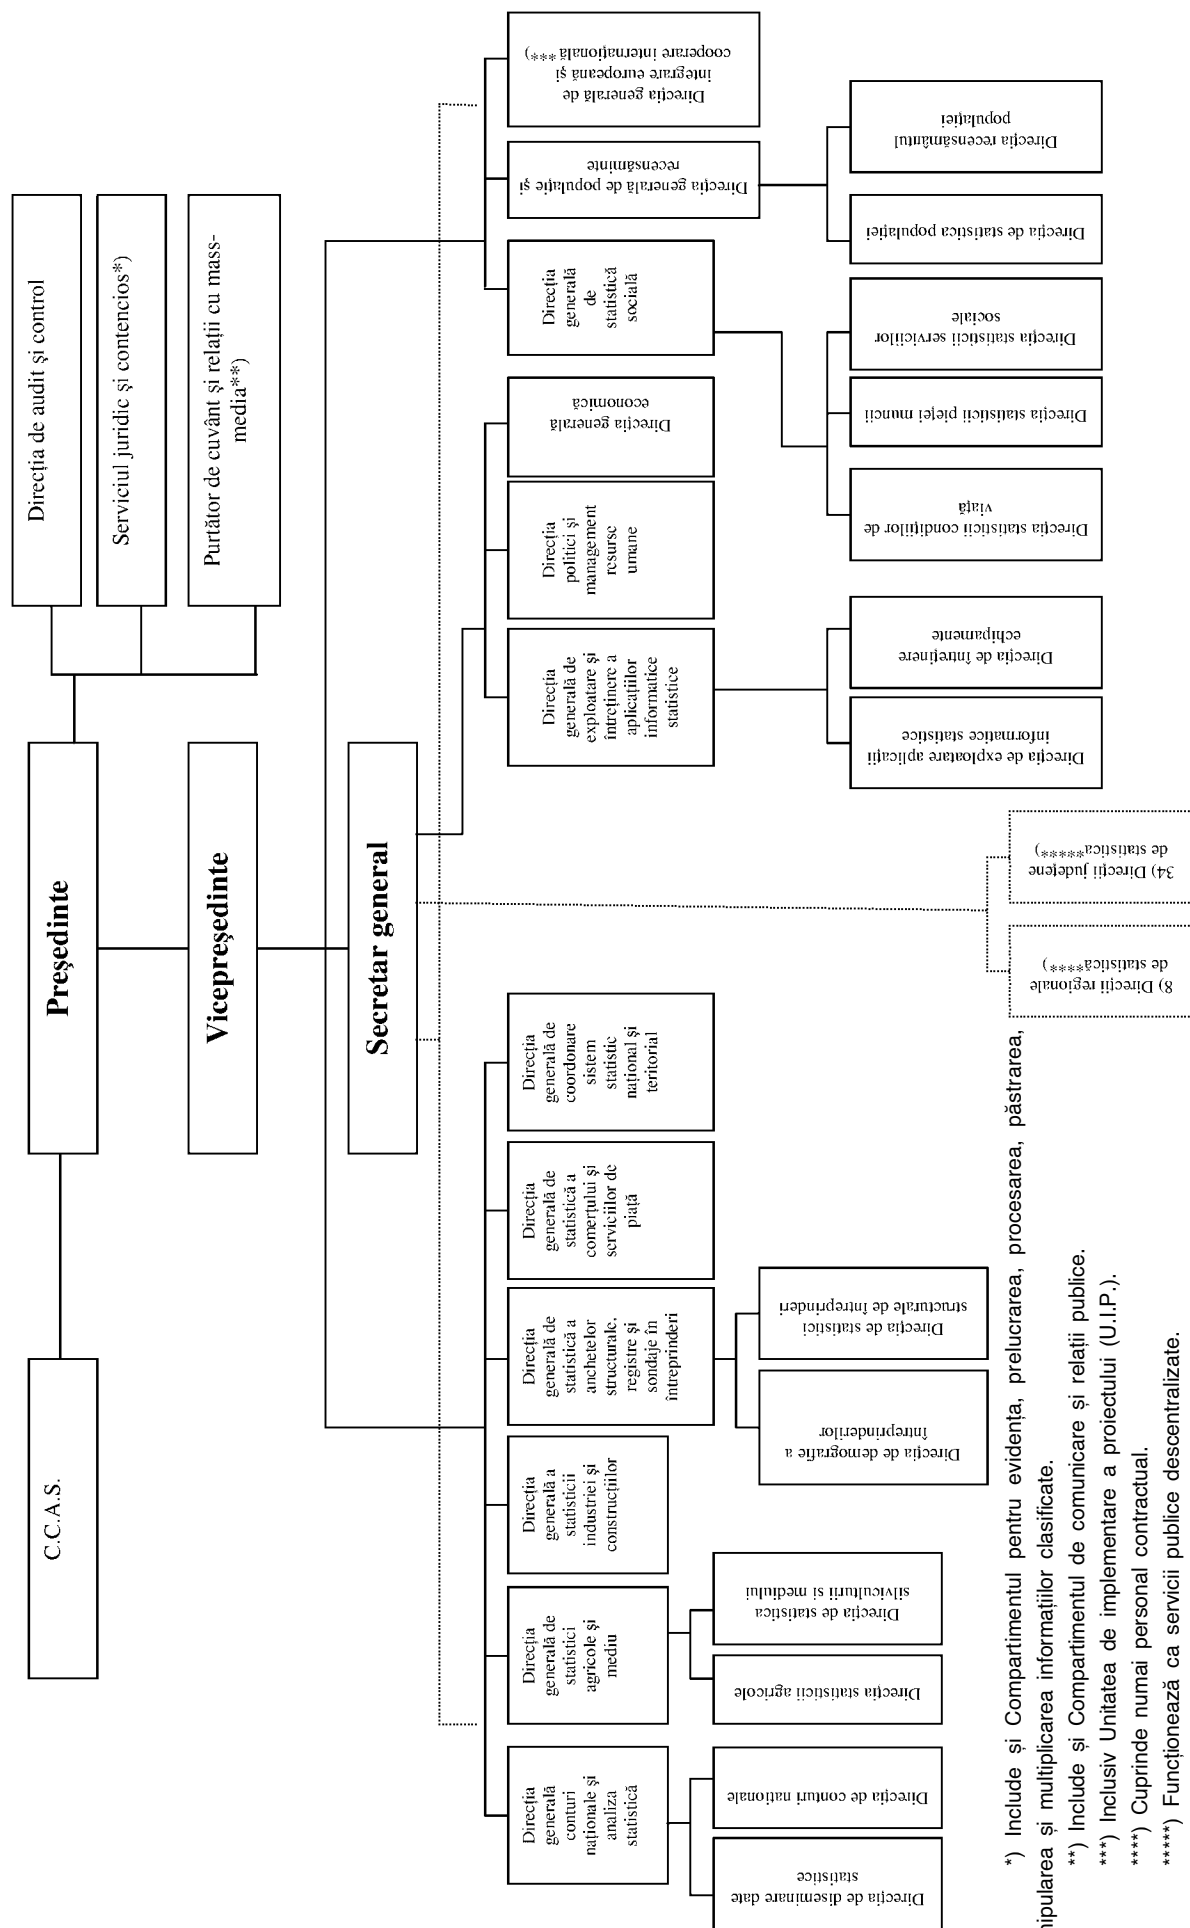 Direcția de audit și control
Serviciul juridic și contencios*)
Purtător de cuvânt și relații cu mass-
media**)
C.C.A.S.
Președinte
Vicepreședinte
Secretar general
Direcția
generală
conturi
naționale și
analiza
statistică
Direcția
generală de
statistici
agricole și
mediu
Direcția
generală a
statisticii
industriei și
construcțiilor
Direcția
generală de
statistică a
anchetelor
structurale,
registre și
sondaje în
întreprinderi
Direcția
generală de
statistică a
comerțului și
serviciilor de
piață
Direcția
generală de
coordonare
sistem
statistic
național și
teritorial
Direcția
generală de
exploatare și
întreținere a
aplicațiilor
informatice
statistice
Direcția
politici și
management
resurse
umane
Direcția generală
economică
Direcția
generală
de
statistică
socială
Direcția generală de populație și
recensăminte
Direcția generală de
integrare europeană și
cooperare internațională ***)
Direcția de diseminare date
statistice
Direcția de conturi nationale
Direcția statisticii agricole
Direcția de statistica
silviculturii si mediului
Direcția de demografie a
întreprinderilor
Direcția de statistici
structurale de întreprinderi
Direcția de exploatare aplicații
informatice statistice
Direcția de întreținere
echipamente
Direcția statisticii condițiilor de
viață
Direcția statisticii pieței muncii
Direcția statisticii serviciilor
sociale
Direcția de statistica populației
Direcția recensământul
populației
8) Direcții regionale
de statistică****)
34) Direcții județene
de statistica*****)
*) Include și Compartimentul pentru evidența, prelucrarea, procesarea, păstrarea,
nipularea și multiplicarea informațiilor clasificate.
**) Include și Compartimentul de comunicare și relații publice.
***) Inclusiv Unitatea de implementare a proiectului (U.I.P.).
****) Cuprinde numai personal contractual.
*****) Funcționează ca servicii publice descentralizate.